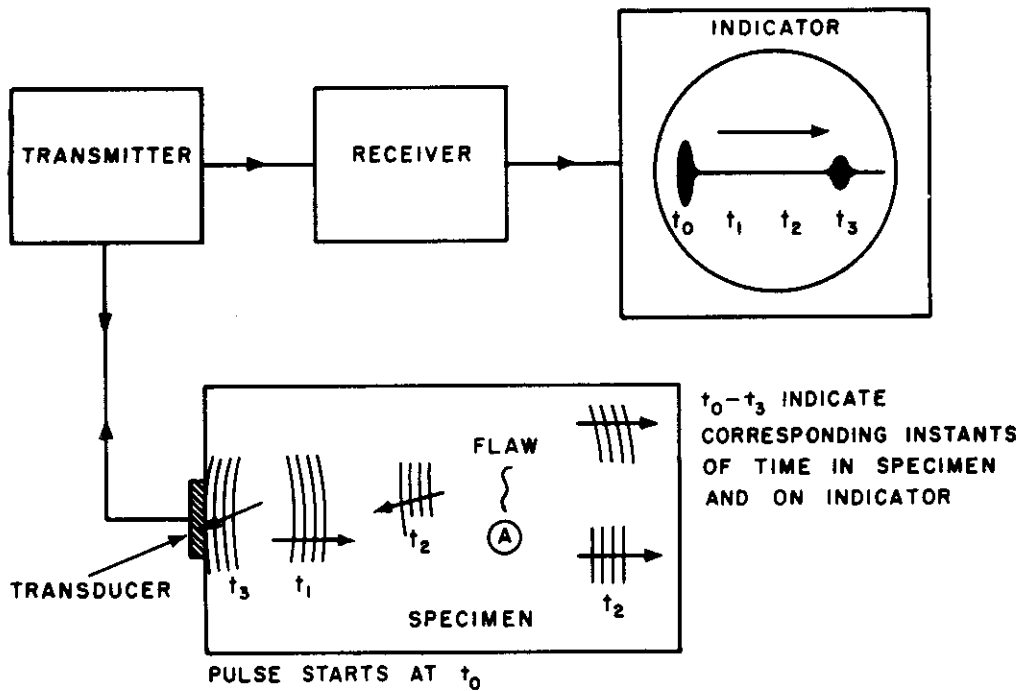 INDICATOR
TRANSMITTER
RECEIVER
t₀ t₁ t₂ t₃
t₀-t₃ INDICATE
CORRESPONDING INSTANTS
OF TIME IN SPECIMEN
AND ON INDICATOR
FLAW
A
t₂
t₃
t₁
t₂
TRANSDUCER
SPECIMEN
PULSE STARTS AT t₀